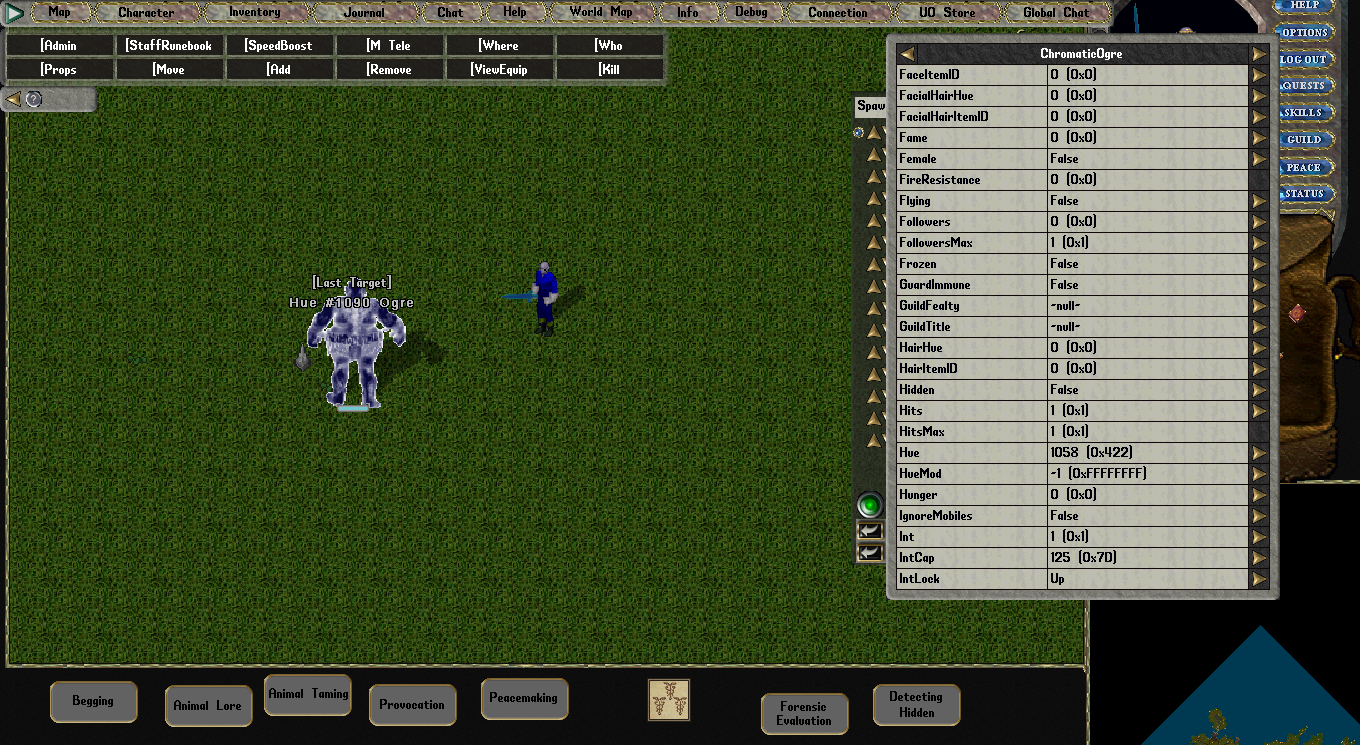 Map Character Inventory Journal Chat Help World Map Info Debug Connection UO Store Global Chat
HELP
OPTIONS
LOG OUT
QUESTS
SKILLS
GUILD
PEACE
STATUS
[Admin [StaffRunebook [SpeedBoost [M Tele [Where [Who
[Props [Move [Add [Remove [ViewEquip [Kill
?
Spaw
ChromaticOgre
FaceItemID 0 (0x0)
FacialHairHue 0 (0x0)
FacialHairItemID 0 (0x0)
Fame 0 (0x0)
Female False
FireResistance 0 (0x0)
Flying False
Followers 0 (0x0)
FollowersMax 1 (0x1)
Frozen False
GuardImmune False
GuildFealty -null-
GuildTitle -null-
HairHue 0 (0x0)
HairItemID 0 (0x0)
Hidden False
Hits 1 (0x1)
HitsMax 1 (0x1)
Hue 1058 (0x422)
HueMod -1 (0xFFFFFFFF)
Hunger 0 (0x0)
IgnoreMobiles False
Int 1 (0x1)
IntCap 125 (0x7D)
IntLock Up
[Last Target]
Hue #1090 Ogre
Begging
Animal Lore
Animal Taming
Provocation
Peacemaking
Forensic
Evaluation
Detecting
Hidden